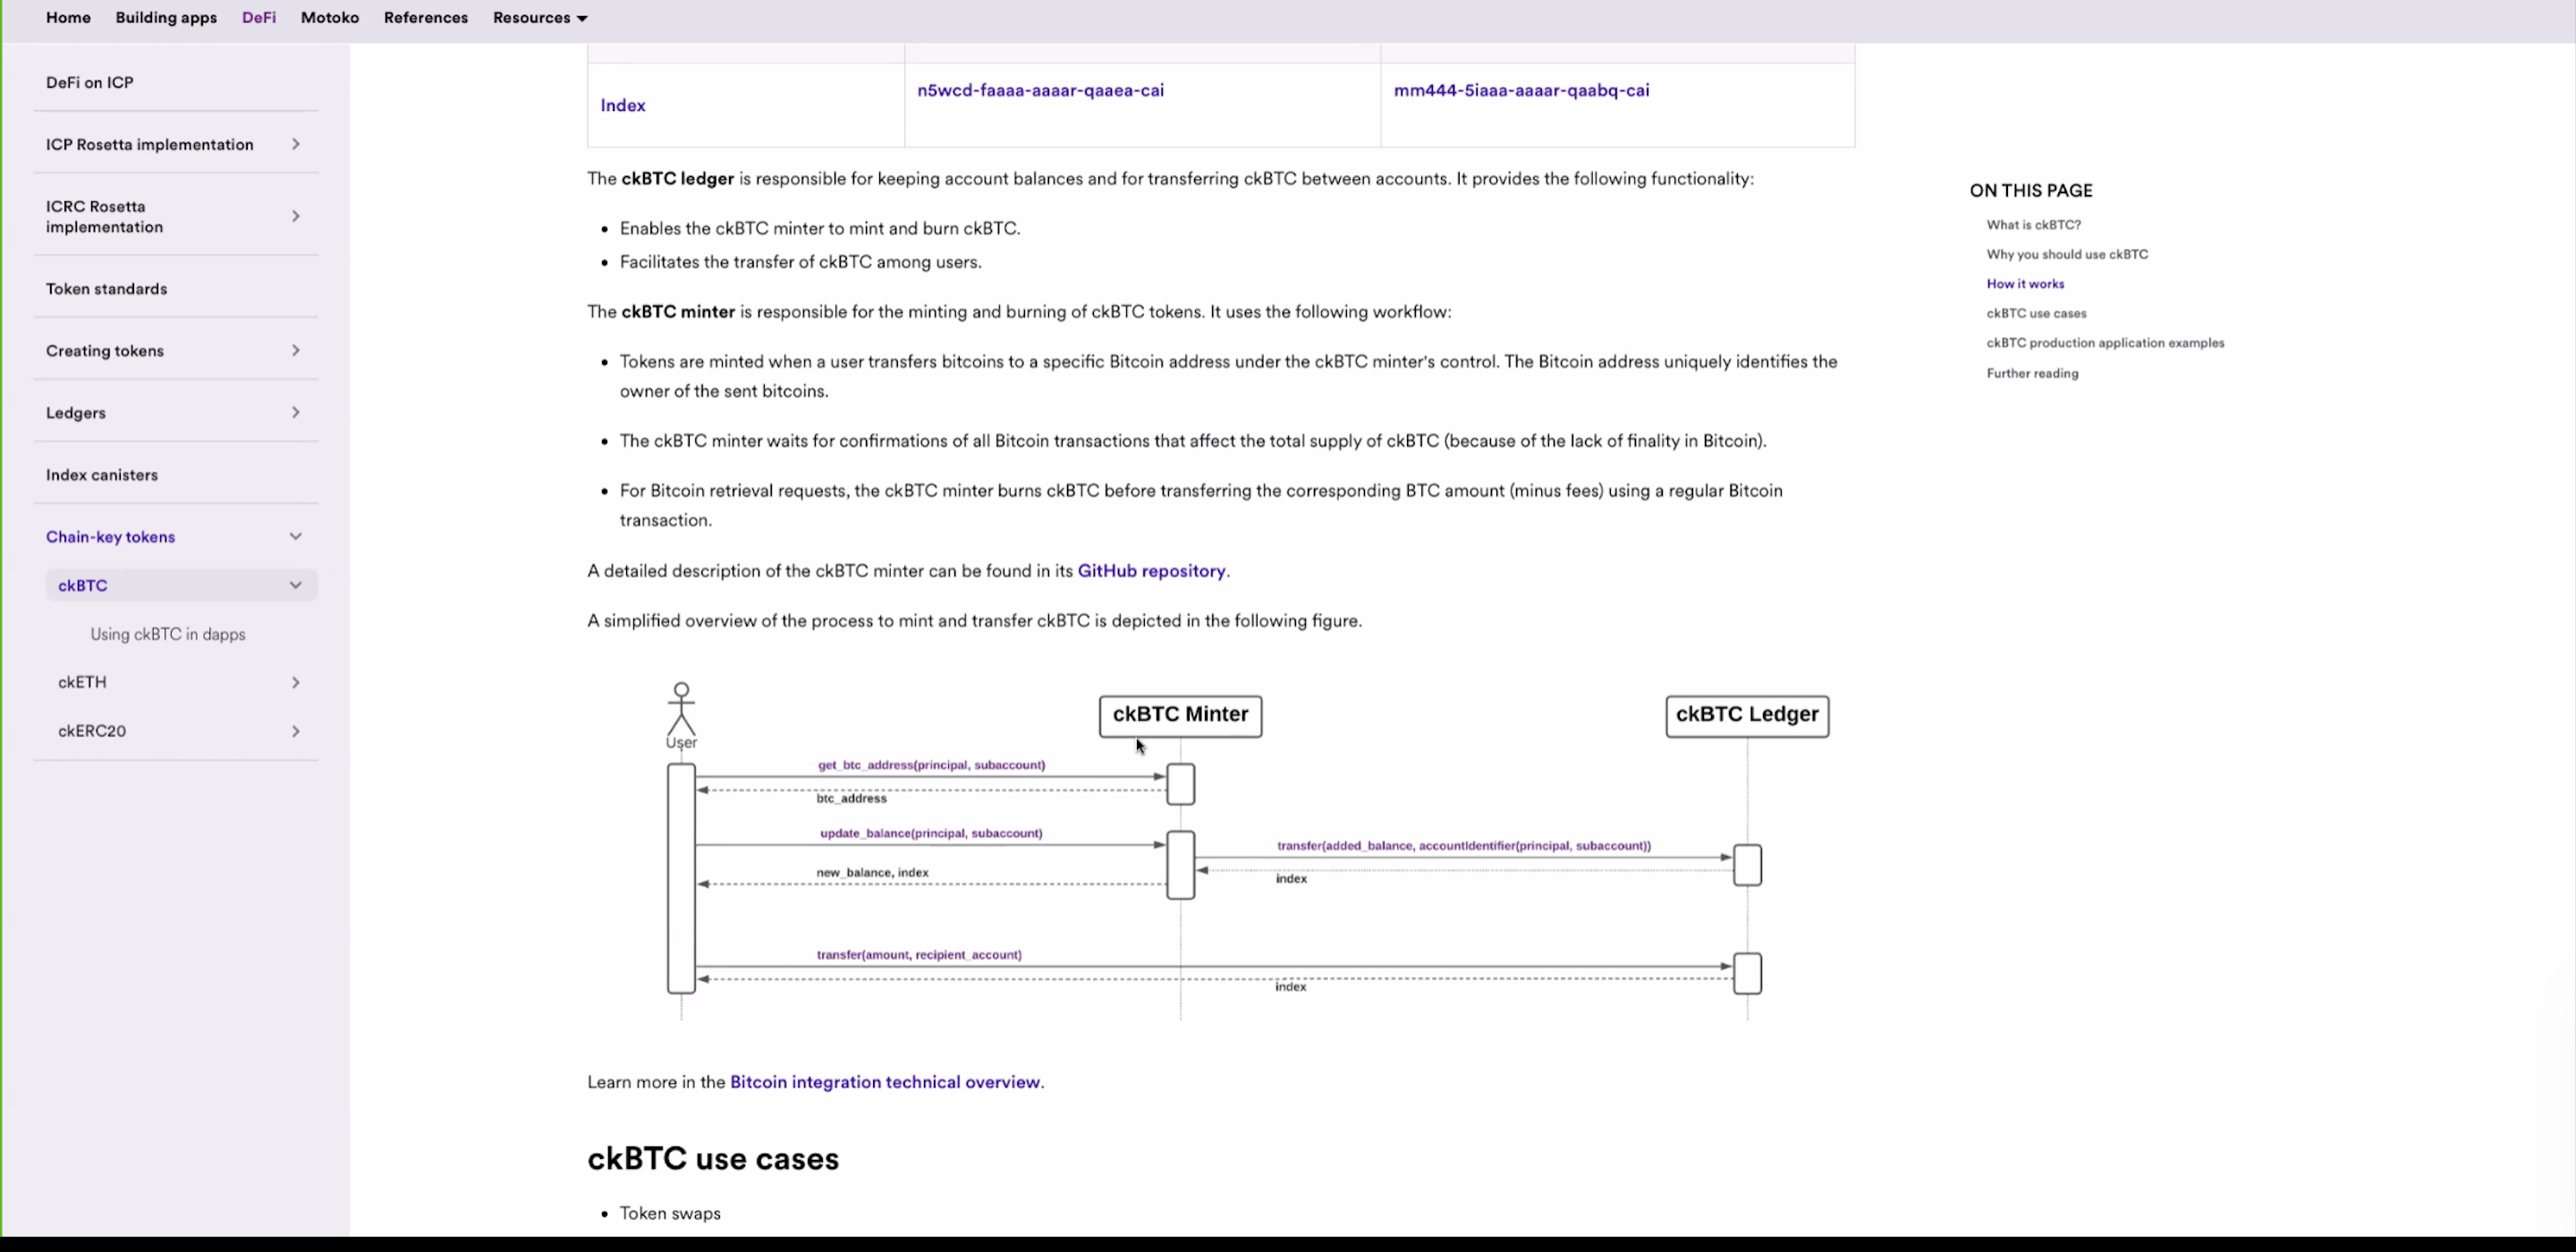 Home Building apps DeFi Motoko References Resources
DeFi on ICP
ICP Rosetta implementation
ICRC Rosetta
implementation
Token standards
Creating tokens
Ledgers
Index canisters
Chain-key tokens
ckBTC
Using ckBTC in dapps
ckETH
ckERC20
Index n5wcd-faaaa-aaaar-qaaea-cai mm444-5iaaa-aaaar-qaabq-cai
The ckBTC ledger is responsible for keeping account balances and for transferring ckBTC between accounts. It provides the following functionality:
• Enables the ckBTC minter to mint and burn ckBTC.
• Facilitates the transfer of ckBTC among users.
The ckBTC minter is responsible for the minting and burning of ckBTC tokens. It uses the following workflow:
• Tokens are minted when a user transfers bitcoins to a specific Bitcoin address under the ckBTC minter's control. The Bitcoin address uniquely identifies the
owner of the sent bitcoins.
• The ckBTC minter waits for confirmations of all Bitcoin transactions that affect the total supply of ckBTC (because of the lack of finality in Bitcoin).
• For Bitcoin retrieval requests, the ckBTC minter burns ckBTC before transferring the corresponding BTC amount (minus fees) using a regular Bitcoin
transaction.
A detailed description of the ckBTC minter can be found in its GitHub repository.
A simplified overview of the process to mint and transfer ckBTC is depicted in the following figure.
User
ckBTC Minter
ckBTC Ledger
get_btc_address(principal, subaccount)
btc_address
update_balance(principal, subaccount)
transfer(added_balance, accountIdentifier(principal, subaccount))
new_balance, index
index
transfer(amount, recipient_account)
index
Learn more in the Bitcoin integration technical overview.
ckBTC use cases
• Token swaps
ON THIS PAGE
What is ckBTC?
Why you should use ckBTC
How it works
ckBTC use cases
ckBTC production application examples
Further reading